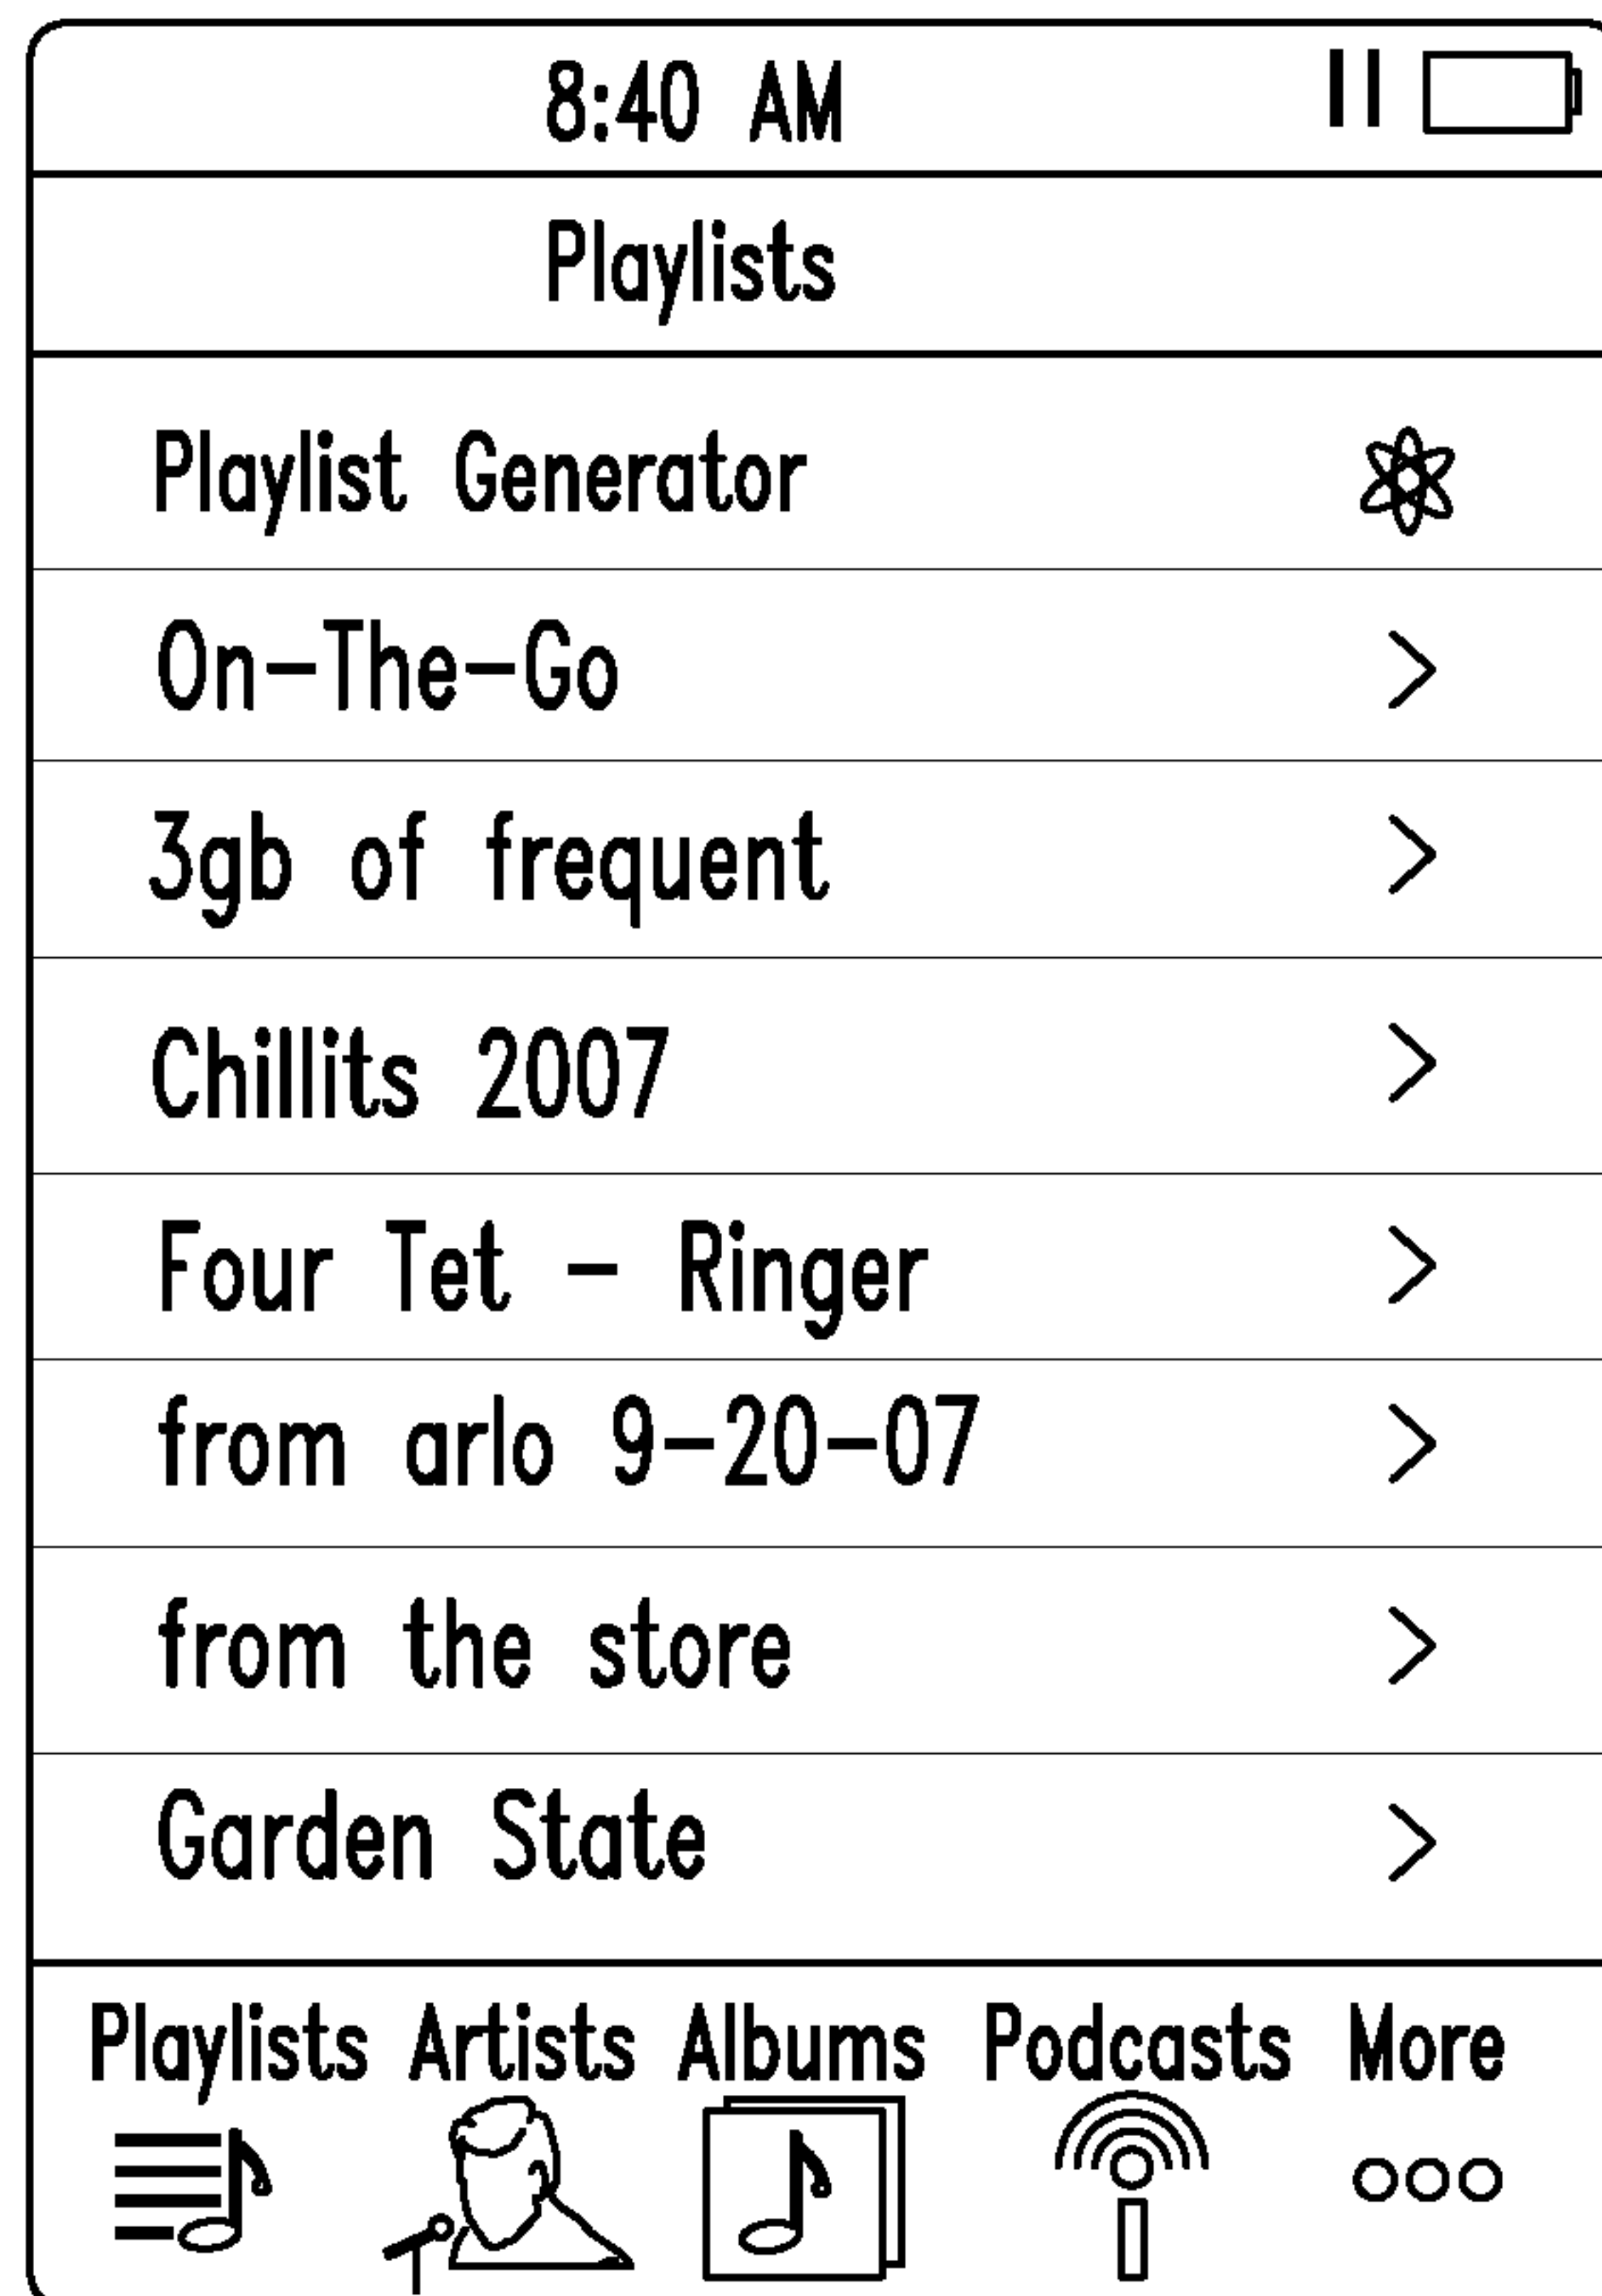 8:40 AM
Playlists
Playlist Generator
On-The-Go
3gb of frequent
Chillits 2007
Four Tet - Ringer
from arlo 9-20-07
from the store
Garden State
Playlists Artists Albums Podcasts More